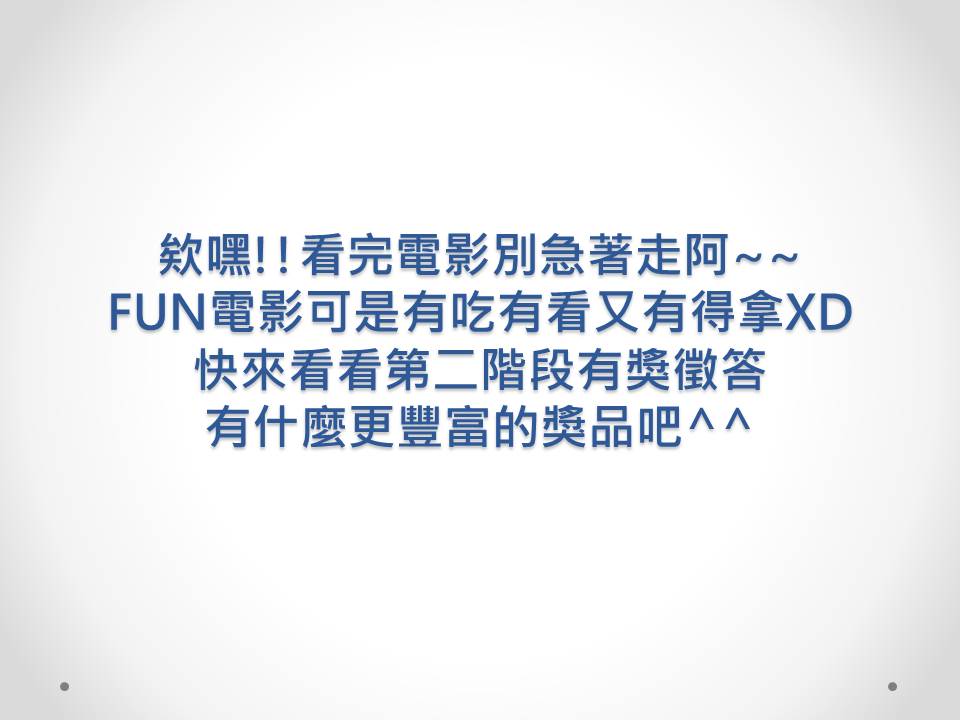 欸嘿!!看完電影別急著走阿~~
FUN電影可是有吃有看又有得拿XD
快來看看第二階段有獎徵答
有什麼更豐富的獎品吧^^